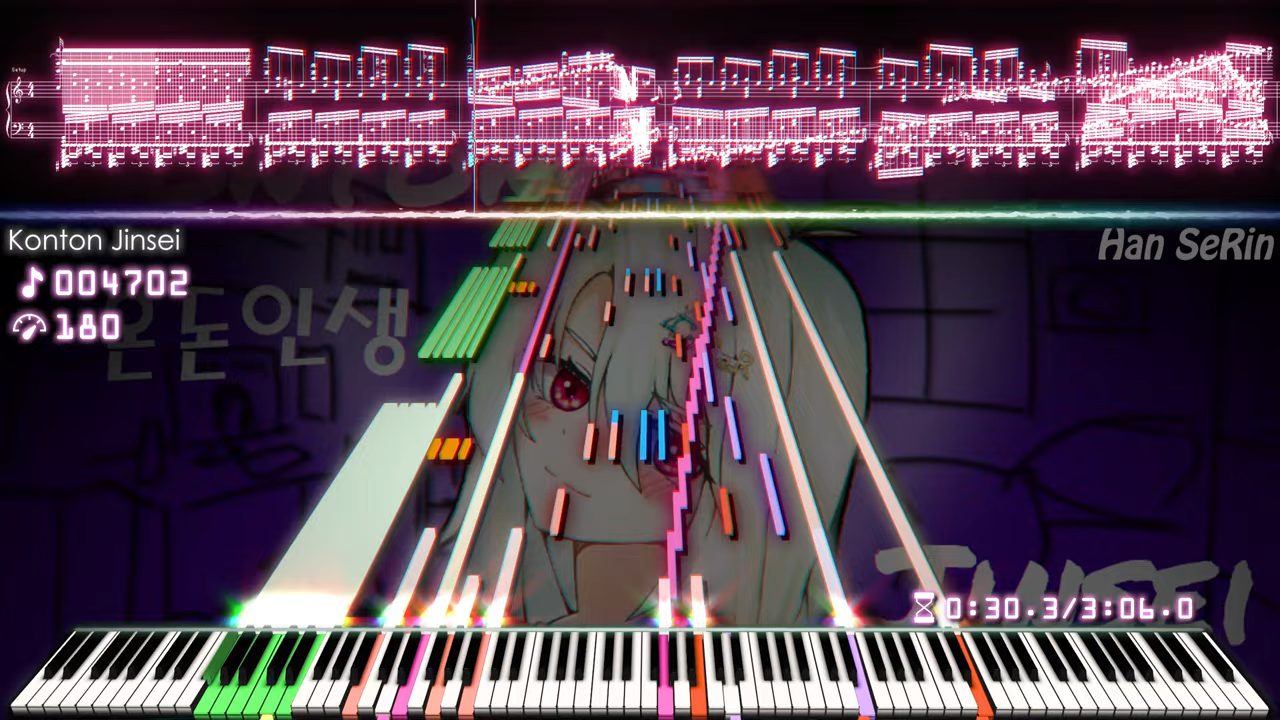 Konton Jinsei
Han SeRin
004702
180
혼돈인생
JINSEI
0:30.3/3:06.0